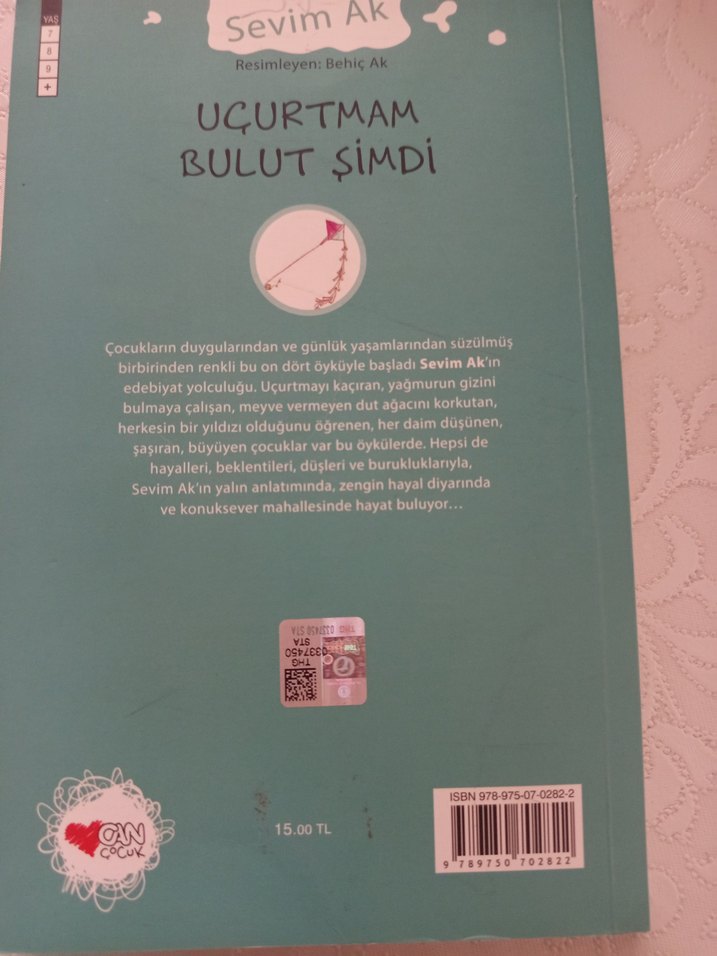 YAŞ
7
8
9
+
Sevim Ak
Resimleyen: Behiç Ak
UÇURTMAM
BULUT ŞİMDİ
Çocukların duygularından ve günlük yaşamlarından süzülmüş
birbirinden renkli bu on dört öyküyle başladı Sevim Ak'ın
edebiyat yolculuğu. Uçurtmayı kaçıran, yağmurun gizini
bulmaya çalışan, meyve vermeyen dut ağacını korkutan,
herkesin bir yıldızı olduğunu öğrenen, her daim düşünen,
şaşıran, büyüyen çocuklar var bu öykülerde. Hepsi de
hayalleri, beklentileri, düşleri ve burukluklarıyla,
Sevim Ak'ın yalın anlatımında, zengin hayal diyarında
ve konuksever mahallesinde hayat buluyor...
THG 0337450 STA
THG
0337450
STA
CAN
ÇOCUK
15.00 TL
ISBN 978-975-07-0282-2
9 789750 702822